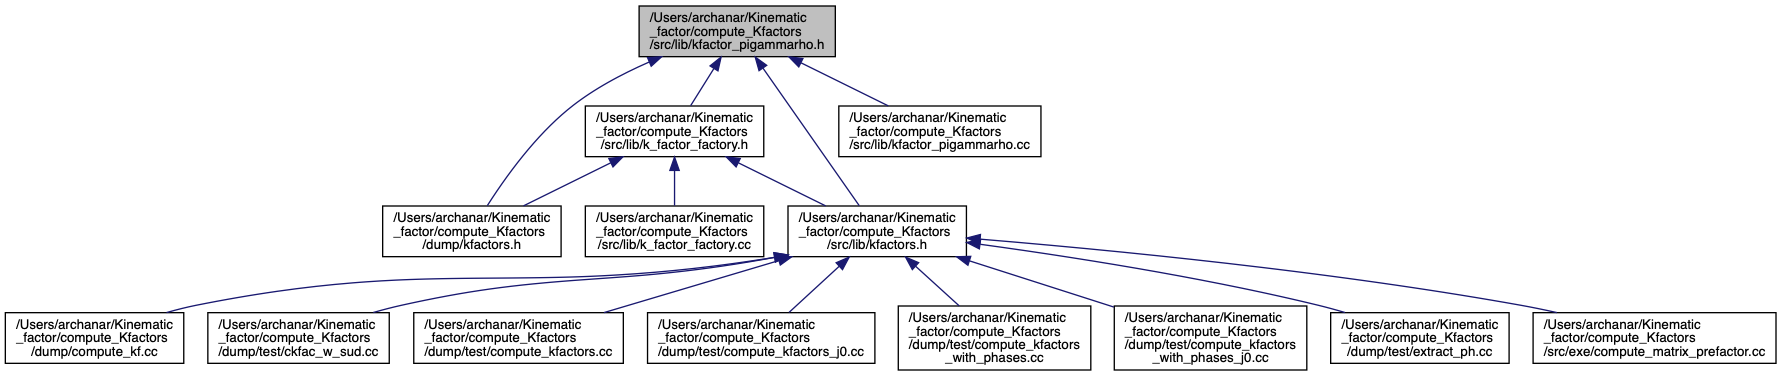 /Users/archanar/Kinematic
_factor/compute_Kfactors
/src/lib/kfactor_pigammarho.h
/Users/archanar/Kinematic
_factor/compute_Kfactors
/src/lib/k_factor_factory.h
/Users/archanar/Kinematic
_factor/compute_Kfactors
/src/lib/kfactor_pigammarho.cc
/Users/archanar/Kinematic
_factor/compute_Kfactors
/dump/kfactors.h
/Users/archanar/Kinematic
_factor/compute_Kfactors
/src/lib/k_factor_factory.cc
/Users/archanar/Kinematic
_factor/compute_Kfactors
/src/lib/kfactors.h
/Users/archanar/Kinematic
_factor/compute_Kfactors
/dump/compute_kf.cc
/Users/archanar/Kinematic
_factor/compute_Kfactors
/dump/test/ckfac_w_sud.cc
/Users/archanar/Kinematic
_factor/compute_Kfactors
/dump/test/compute_kfactors.cc
/Users/archanar/Kinematic
_factor/compute_Kfactors
/dump/test/compute_kfactors_j0.cc
/Users/archanar/Kinematic
_factor/compute_Kfactors
/dump/test/compute_kfactors
_with_phases.cc
/Users/archanar/Kinematic
_factor/compute_Kfactors
/dump/test/compute_kfactors
_with_phases_j0.cc
/Users/archanar/Kinematic
_factor/compute_Kfactors
/dump/test/extract_ph.cc
/Users/archanar/Kinematic
_factor/compute_Kfactors
/src/exe/compute_matrix_prefactor.cc